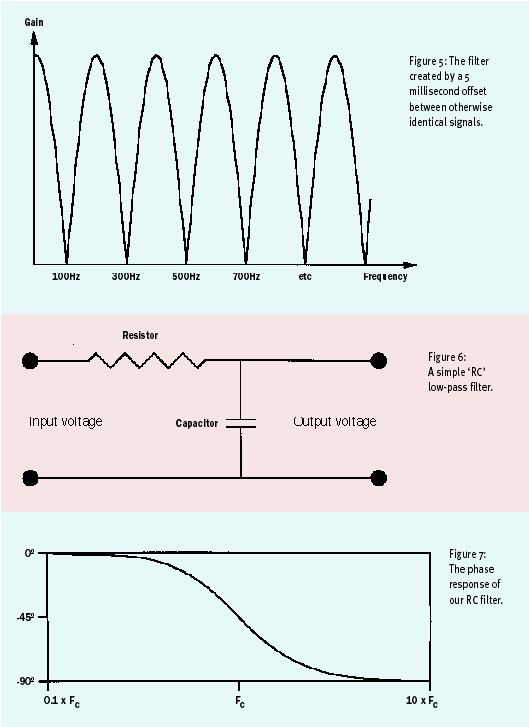 Gain
Figure 5: The filter
created by a 5
millisecond offset
between otherwise
identical signals.
100Hz 300Hz 500Hz 700Hz etc Frequency
Resistor
Figure 6:
A simple ‘RC’
low-pass filter.
Input voltage
Capacitor
Output voltage
0º
Figure 7:
The phase
response of
our RC filter.
-45º
-90º
0.1 x Fc Fc 10 x Fc